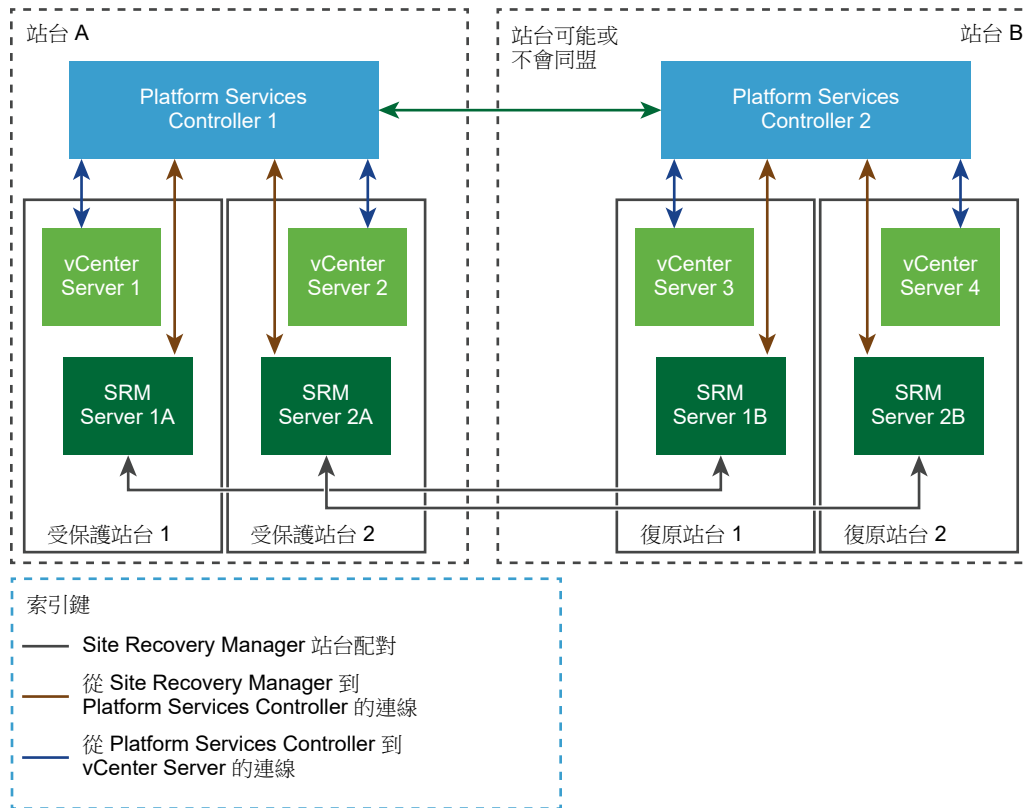 站台 A
站台可能或
不會同盟
站台 B
Platform Services
Controller 1
Platform Services
Controller 2
vCenter
Server 1
vCenter
Server 2
vCenter
Server 3
vCenter
Server 4
SRM
Server 1A
SRM
Server 2A
SRM
Server 1B
SRM
Server 2B
受保護站台 1
受保護站台 2
復原站台 1
復原站台 2
索引鍵
Site Recovery Manager 站台配對
從 Site Recovery Manager 到
Platform Services Controller 的連線
從 Platform Services Controller 到
vCenter Server 的連線